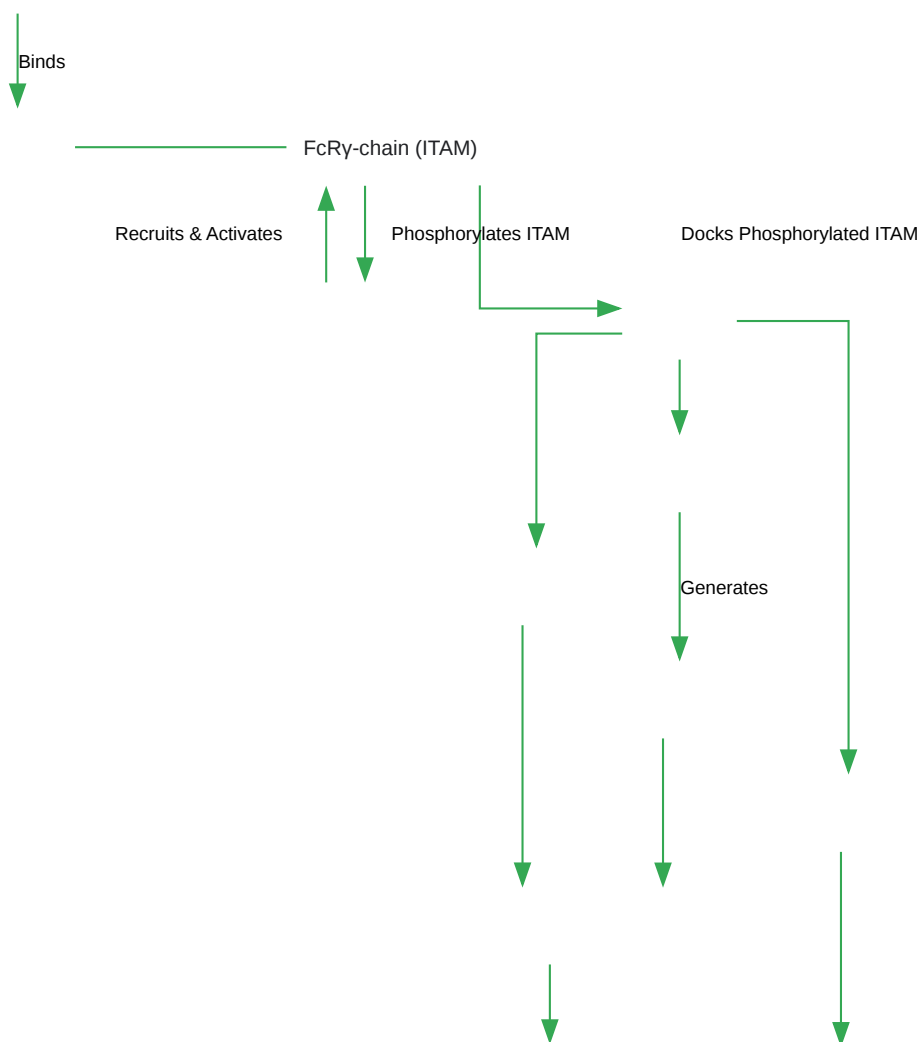 Binds
FcRγ-chain (ITAM)
Recruits & Activates
Phosphorylates ITAM
Docks Phosphorylated ITAM
Generates